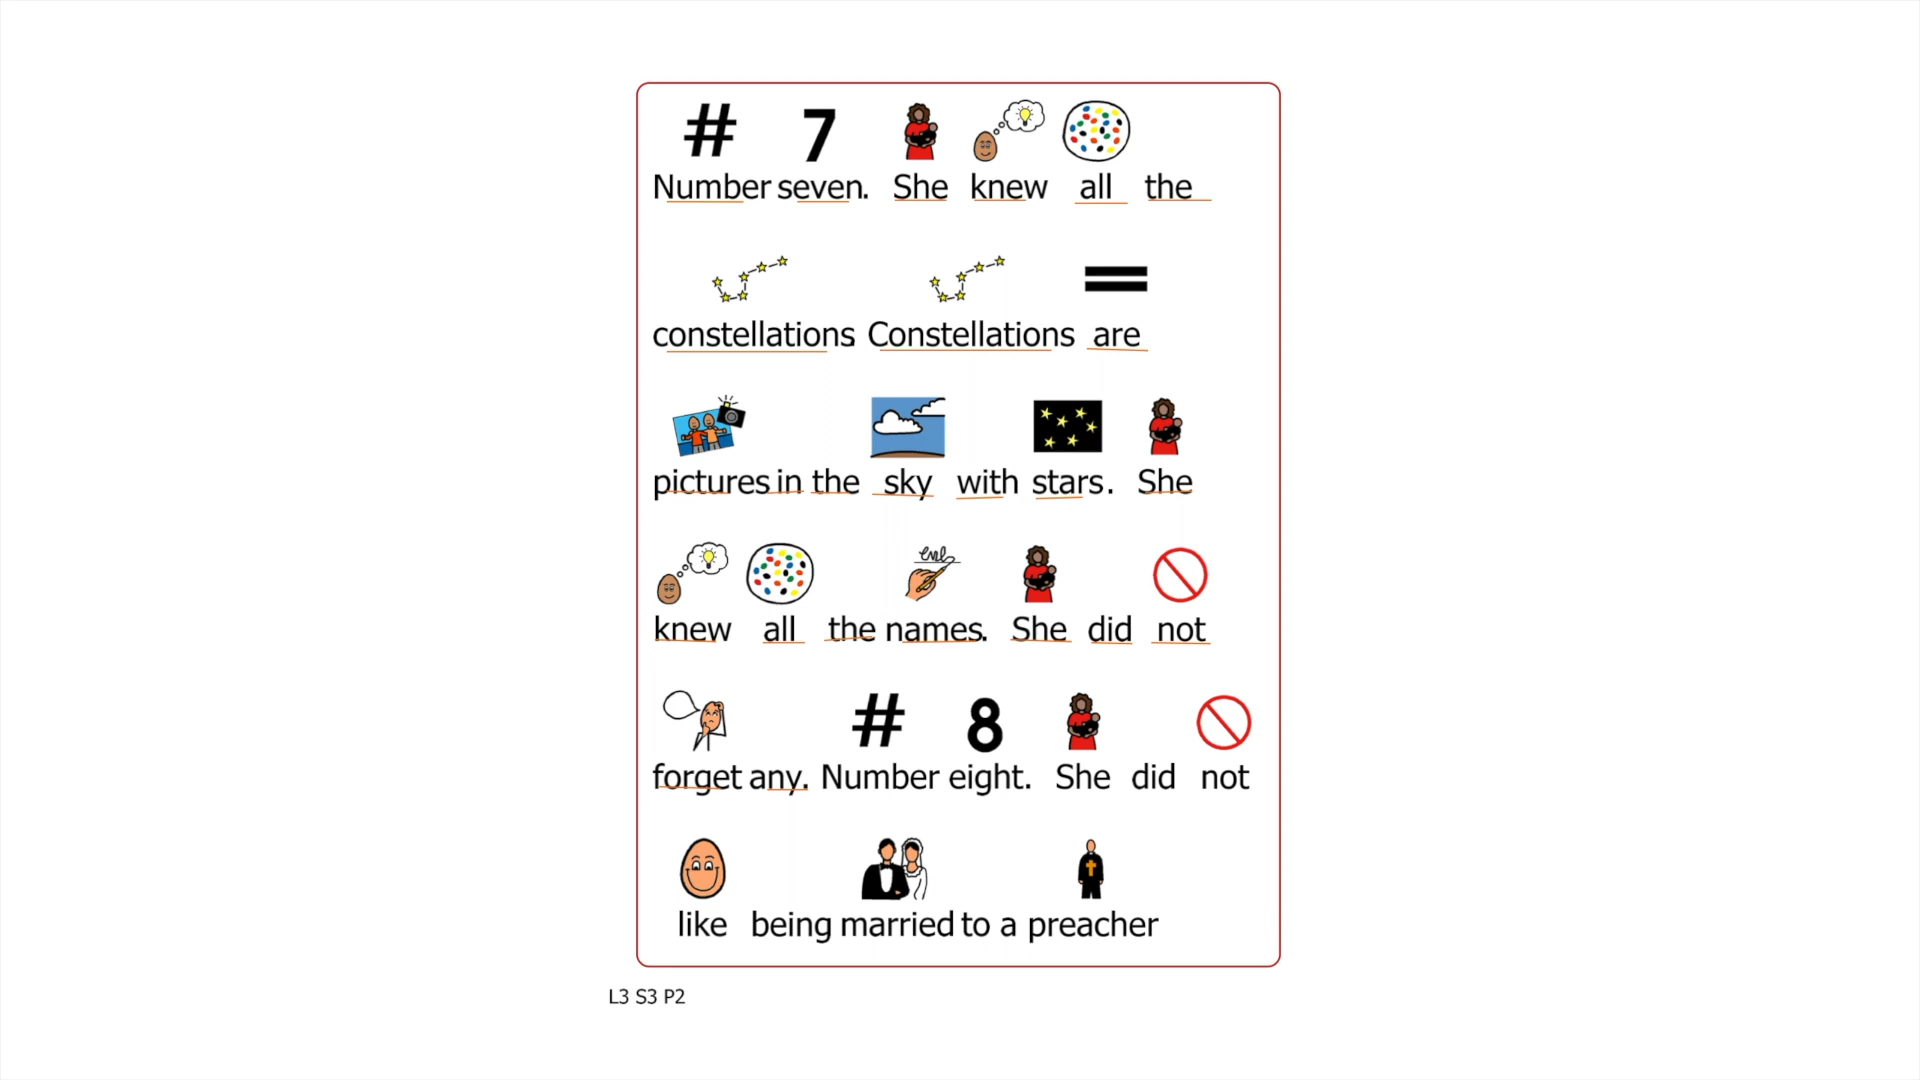 # 7
Number seven. She knew all the
constellations. Constellations are
pictures in the sky with stars. She
knew all the names. She did not
# 8
forget any. Number eight. She did not
like being married to a preacher
L3 S3 P2